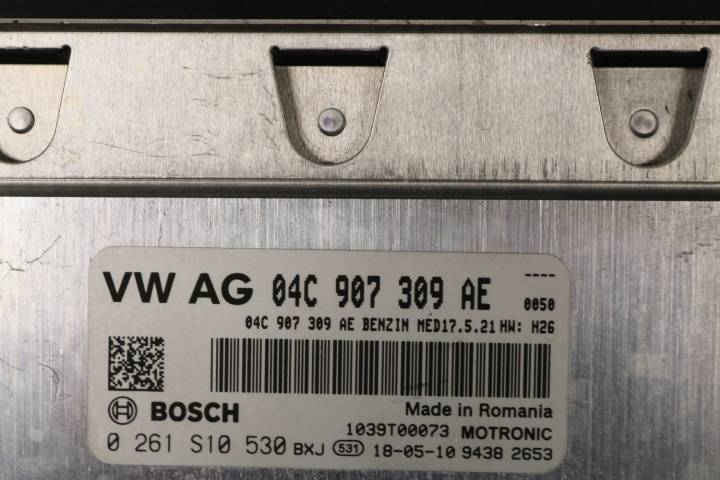 VW AG 04C 907 309 AE
----
0050
04C 907 309 AE BENZIN MED17.5.21 HW: H26
BOSCH
Made in Romania
1039T00073 MOTRONIC
0 261 S10 530 BXJ 531 18-05-10 9438 2653